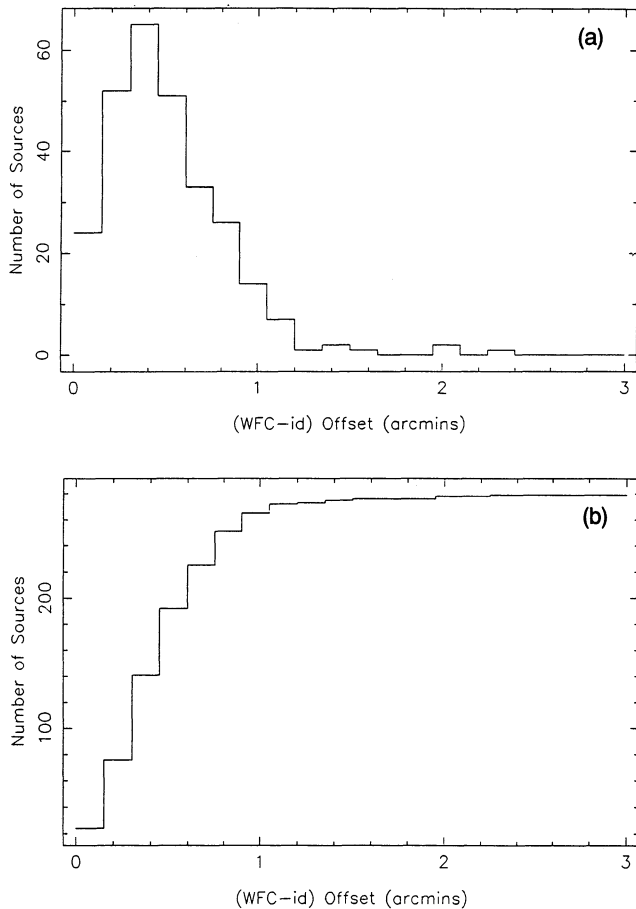 (a)
Number of Sources
60
40
20
0
0 1 2 3
(WFC-id) Offset (arcmins)
(b)
Number of Sources
200
100
0 1 2 3
(WFC-id) Offset (arcmins)